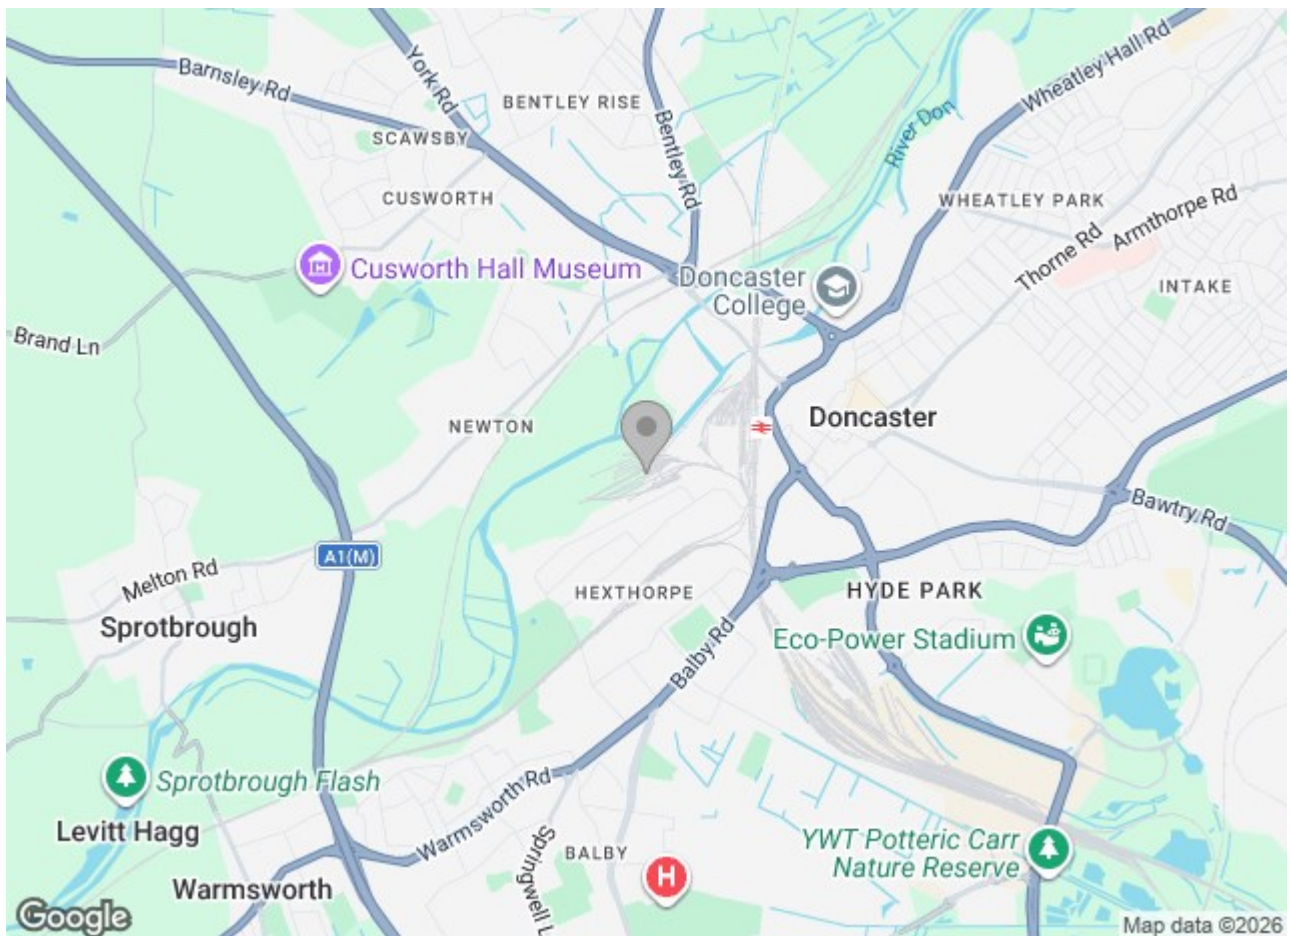 York Rd
Wheatley Hall Rd
Barnsley Rd
BENTLEY RISE
Bentley Rd
River Don
SCAWSBY
CUSWORTH
WHEATLEY PARK
Armthorpe Rd
Thorne Rd
Cusworth Hall Museum
Doncaster
College
INTAKE
Brand Ln
NEWTON
Doncaster
Bawtry Rd
A1(M)
Melton Rd
HEXTHORPE
HYDE PARK
Sprotbrough
Balby Rd
Eco-Power Stadium
Sprotbrough Flash
Levitt Hagg
Warmsworth Rd
Springwell L
BALBY
YWT Potteric Carr
Nature Reserve
H
Warmsworth
Google
Map data ©2026